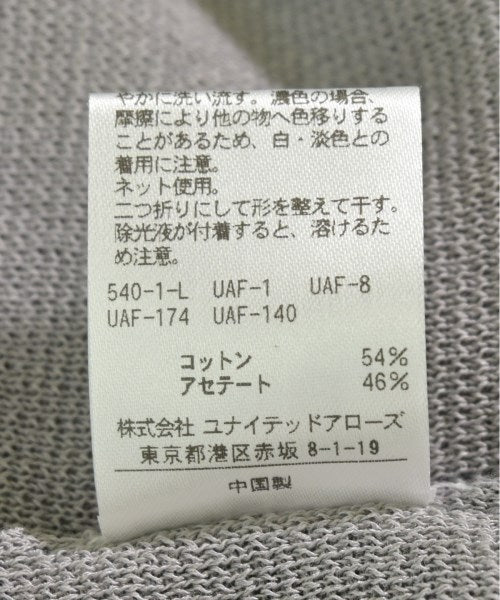 やかに洗い流す。濃色の場合、
摩擦により他の物へ色移りする
ことがあるため、白・淡色との
着用に注意。
ネット使用。
二つ折りにして形を整えて干す。
除光液が付着すると、溶けるた
め注意。
540-1-L UAF-1 UAF-8
UAF-174 UAF-140
コットン 54%
アセテート 46%
株式会社 ユナイテッドアローズ
東京都港区赤坂 8-1-19
中国製